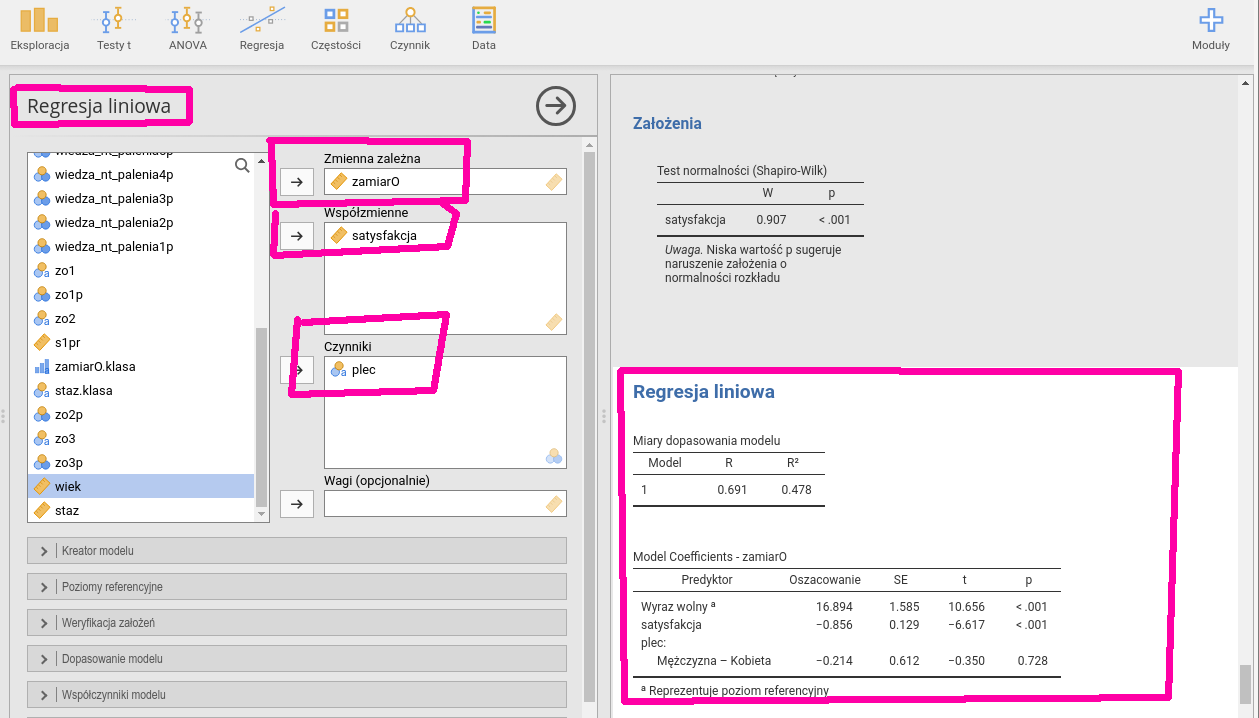 Eksploracja
Testy t
ANOVA
Regresja
Częstości
Czynnik
Data
Moduły
Regresja liniowa
wiedza_nt_palenia4p
wiedza_nt_palenia3p
wiedza_nt_palenia2p
wiedza_nt_palenia1p
zo1
zo1p
zo2
s1pr
zamiarO.klasa
staz.klasa
zo2p
zo3
zo3p
wiek
staz
Zmienna zależna
zamiarO
Współzmienne
satysfakcja
Czynniki
plec
Wagi (opcjonalnie)
Kreator modelu
Poziomy referencyjne
Weryfikacja założeń
Dopasowanie modelu
Współczynniki modelu
Założenia
Test normalności (Shapiro-Wilk)
W p
satysfakcja 0.907 < .001
Uwaga. Niska wartość p sugeruje
naruszenie założenia o
normalności rozkładu
Regresja liniowa
Miary dopasowania modelu
Model R R²
1 0.691 0.478
Model Coefficients - zamiarO
Predyktor Oszacowanie SE t p
Wyraz wolny ᵃ 16.894 1.585 10.656 < .001
satysfakcja −0.856 0.129 −6.617 < .001
plec:
Mężczyzna – Kobieta −0.214 0.612 −0.350 0.728
ᵃ Reprezentuje poziom referencyjny